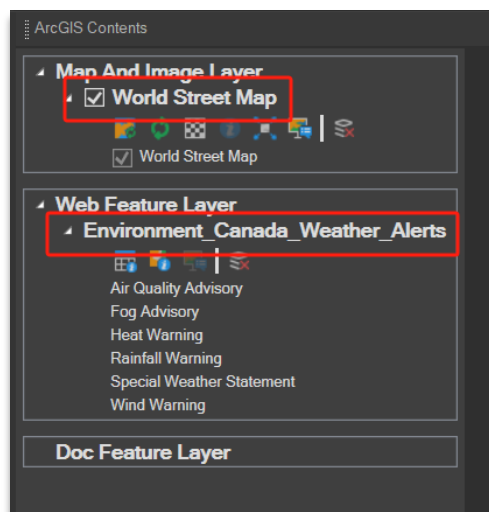 ArcGIS Contents
Map And Image Layer
World Street Map
World Street Map
Web Feature Layer
Environment_Canada_Weather_Alerts
Air Quality Advisory
Fog Advisory
Heat Warning
Rainfall Warning
Special Weather Statement
Wind Warning
Doc Feature Layer